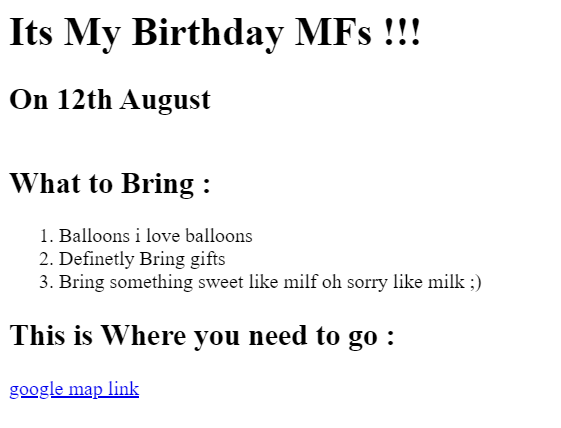 Its My Birthday MFs !!!
On 12th August
What to Bring :
1. Balloons i love balloons
2. Definetly Bring gifts
3. Bring something sweet like milf oh sorry like milk ;)
This is Where you need to go :
google map link